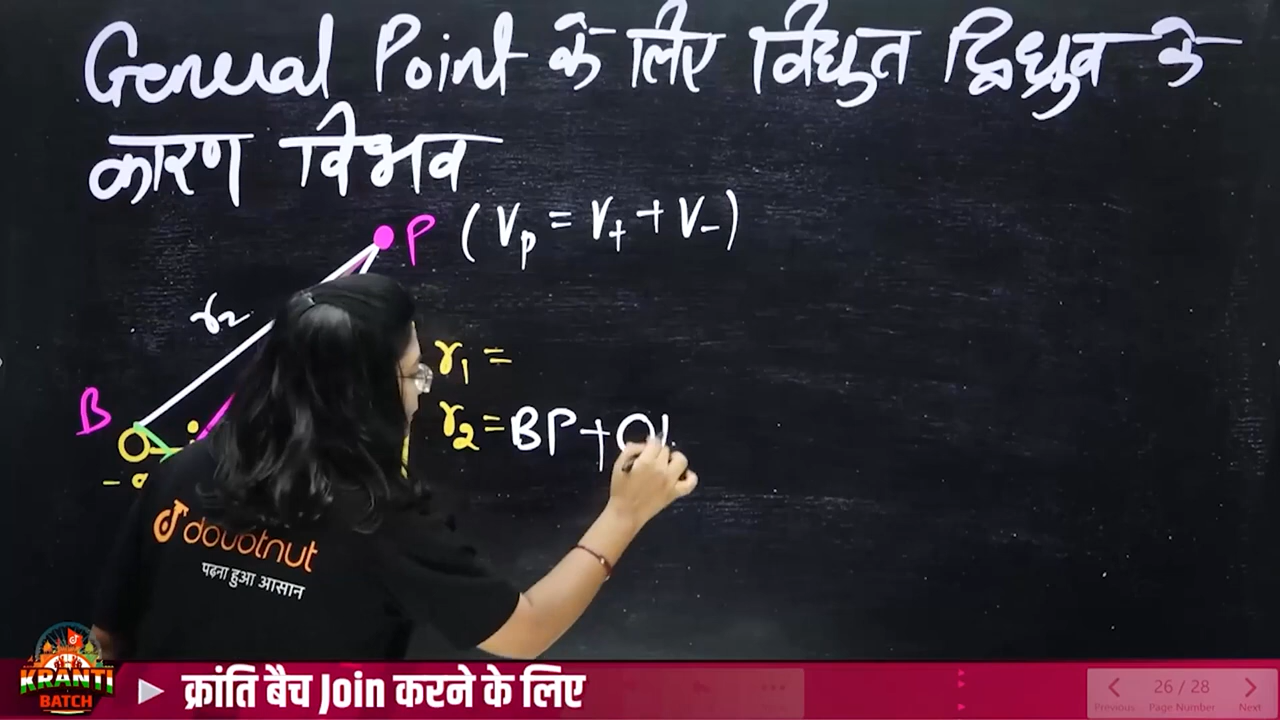 General Point के लिए विद्युत द्विध्रुव के
कारण विभव
P (Vp = V+ + V-)
r2
r1 =
B
r2 = BP +
-
doubtnut
पढ़ना हुआ आसान
KRANTI
BATCH
क्रांति बैच Join करने के लिए
26 / 28
Previous Page Number Next